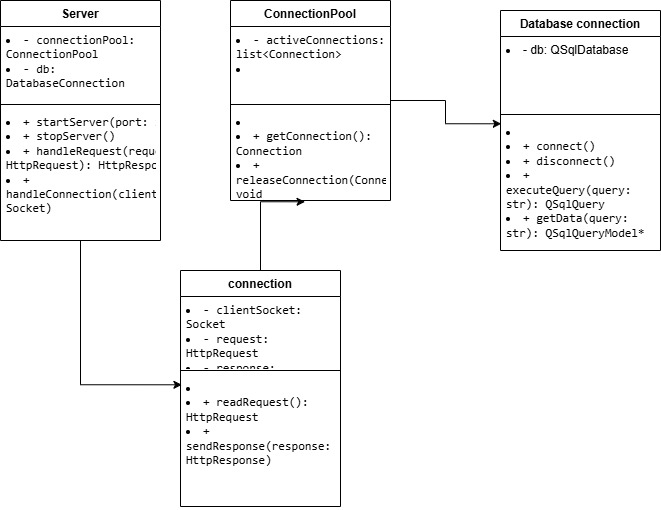 Server
- connectionPool:
ConnectionPool
- db:
DatabaseConnection
+ startServer(port:
+ stopServer()
+ handleRequest(requ
HttpRequest): HttpRespo
+
handleConnection(client
Socket)
ConnectionPool
- activeConnections:
list<Connection>
+ getConnection():
Connection
+
releaseConnection(Conne
void
Database connection
- db: QSqlDatabase
+ connect()
+ disconnect()
+
executeQuery(query:
str): QSqlQuery
+ getData(query:
str): QSqlQueryModel*
connection
- clientSocket:
Socket
- request:
HttpRequest
- response:
+ readRequest():
HttpRequest
+
sendResponse(response:
HttpResponse)